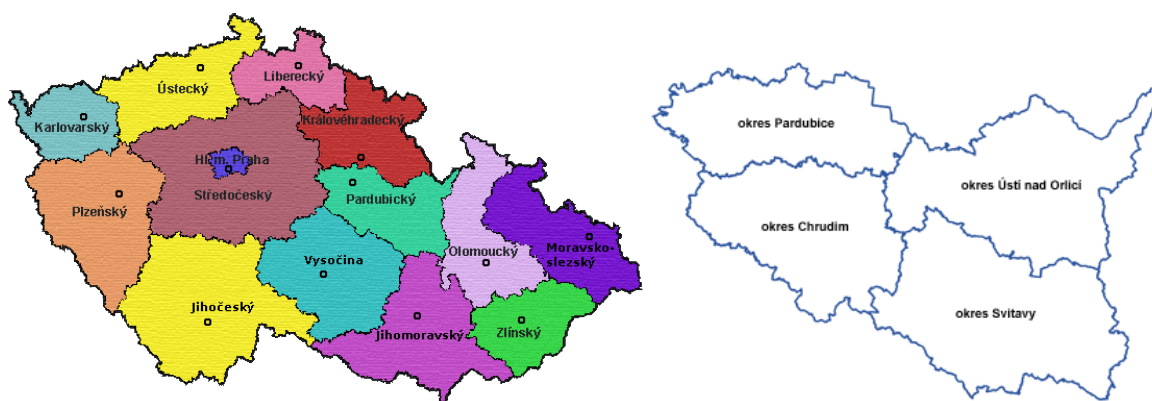 Liberecký
Ústecký
Karlovarský
Královéhradecký
Hl. m. Praha
Středočeský
Pardubický
Plzeňský
Vysočina
Olomoucký
Moravsko-
slezský
Jihočeský
Jihomoravský
Zlínský
okres Pardubice
okres Ústí nad Orlicí
okres Chrudim
okres Svitavy